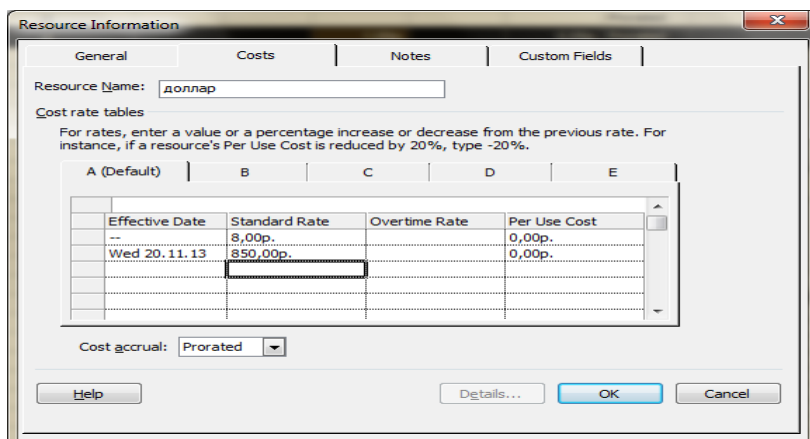 Resource Information
General Costs Notes Custom Fields
Resource Name: доллар
Cost rate tables
For rates, enter a value or a percentage increase or decrease from the previous rate. For
instance, if a resource's Per Use Cost is reduced by 20%, type -20%.
A (Default) B C D E
Effective Date Standard Rate Overtime Rate Per Use Cost
-- 8,00р. 0,00р.
Wed 20.11.13 850,00р. 0,00р.
Cost accrual: Prorated
Help Details... OK Cancel